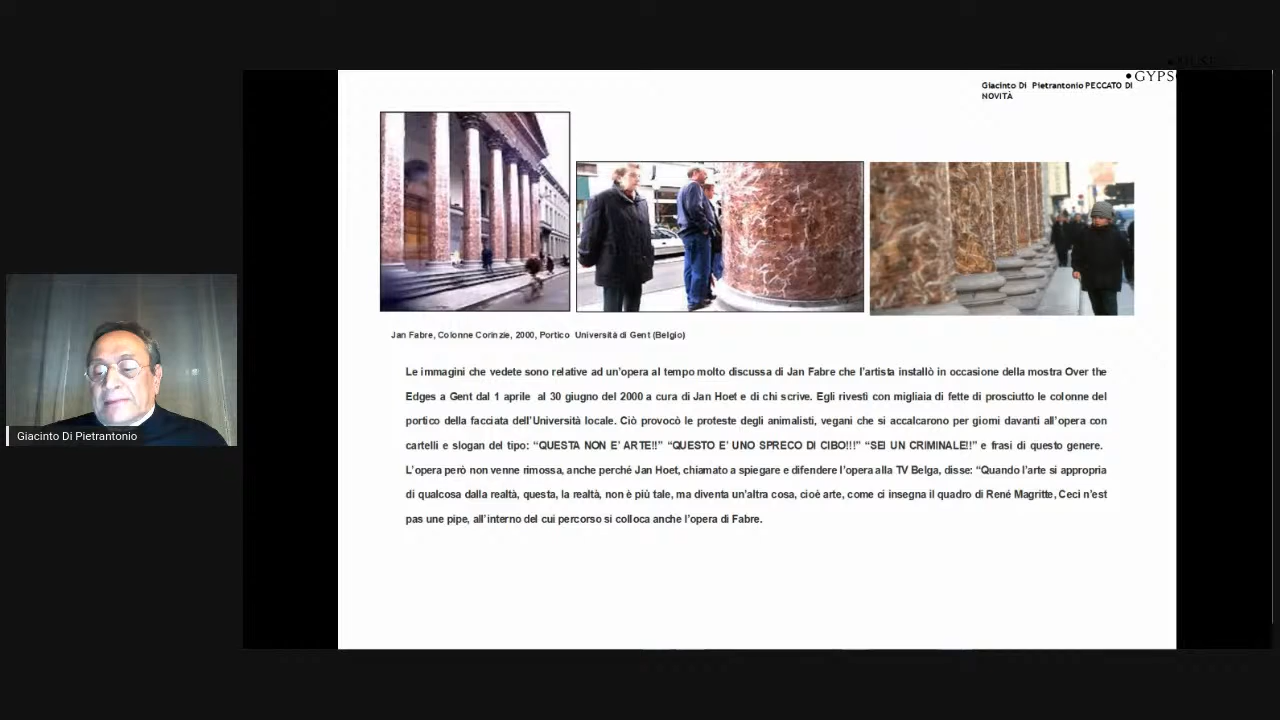 GYPS
Giacinto Di Pietrantonio PECCATO DI
NOVITÀ
Jan Fabre, Colonne Corinzie, 2000, Portico Università di Gent (Belgio)
Le immagini che vedete sono relative ad un'opera al tempo molto discussa di Jan Fabre che l'artista installò in occasione della mostra Over the
Edges a Gent dal 1 aprile al 30 giugno del 2000 a cura di Jan Hoet e di chi scrive. Egli rivestì con migliaia di fette di prosciutto le colonne del
portico della facciata dell'Università locale. Ciò provocò le proteste degli animalisti, vegani che si accalcarono per giorni davanti all'opera con
cartelli e slogan del tipo: “QUESTA NON E' ARTE!!” “QUESTO E' UNO SPRECO DI CIBO!!!” “SEI UN CRIMINALE!!” e frasi di questo genere.
L'opera però non venne rimossa, anche perché Jan Hoet, chiamato a spiegare e difendere l'opera alla TV Belga, disse: “Quando l'arte si appropria
di qualcosa dalla realtà, questa, la realtà, non è più tale, ma diventa un'altra cosa, cioè arte, come ci insegna il quadro di René Magritte, Ceci n'est
pas une pipe, all'interno del cui percorso si colloca anche l'opera di Fabre.
Giacinto Di Pietrantonio